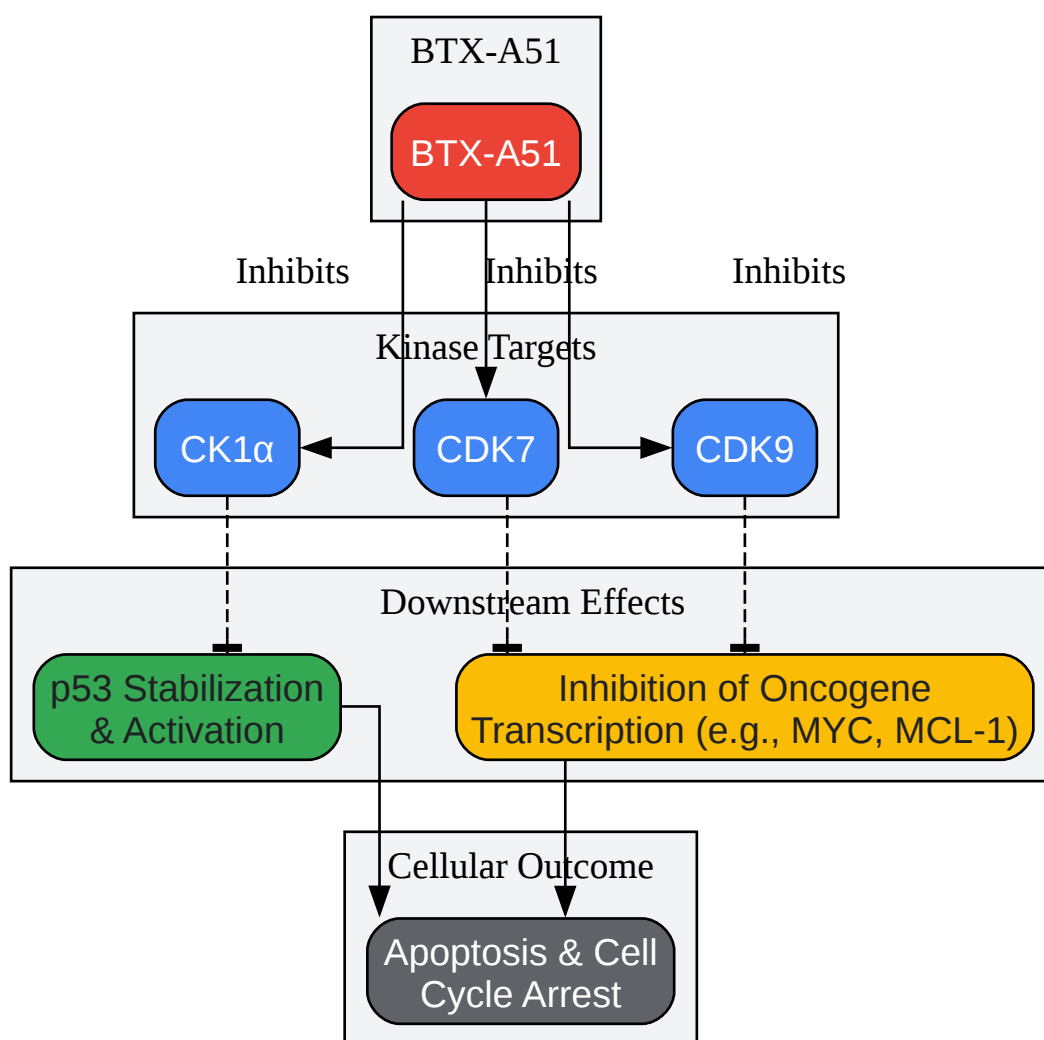 BTX-A51
BTX-A51
Inhibits
Inhibits
Inhibits
Kinase Targets
CK1α
CDK7
CDK9
Downstream Effects
p53 Stabilization
& Activation
Inhibition of Oncogene
Transcription (e.g., MYC, MCL-1)
Cellular Outcome
Apoptosis & Cell
Cycle Arrest